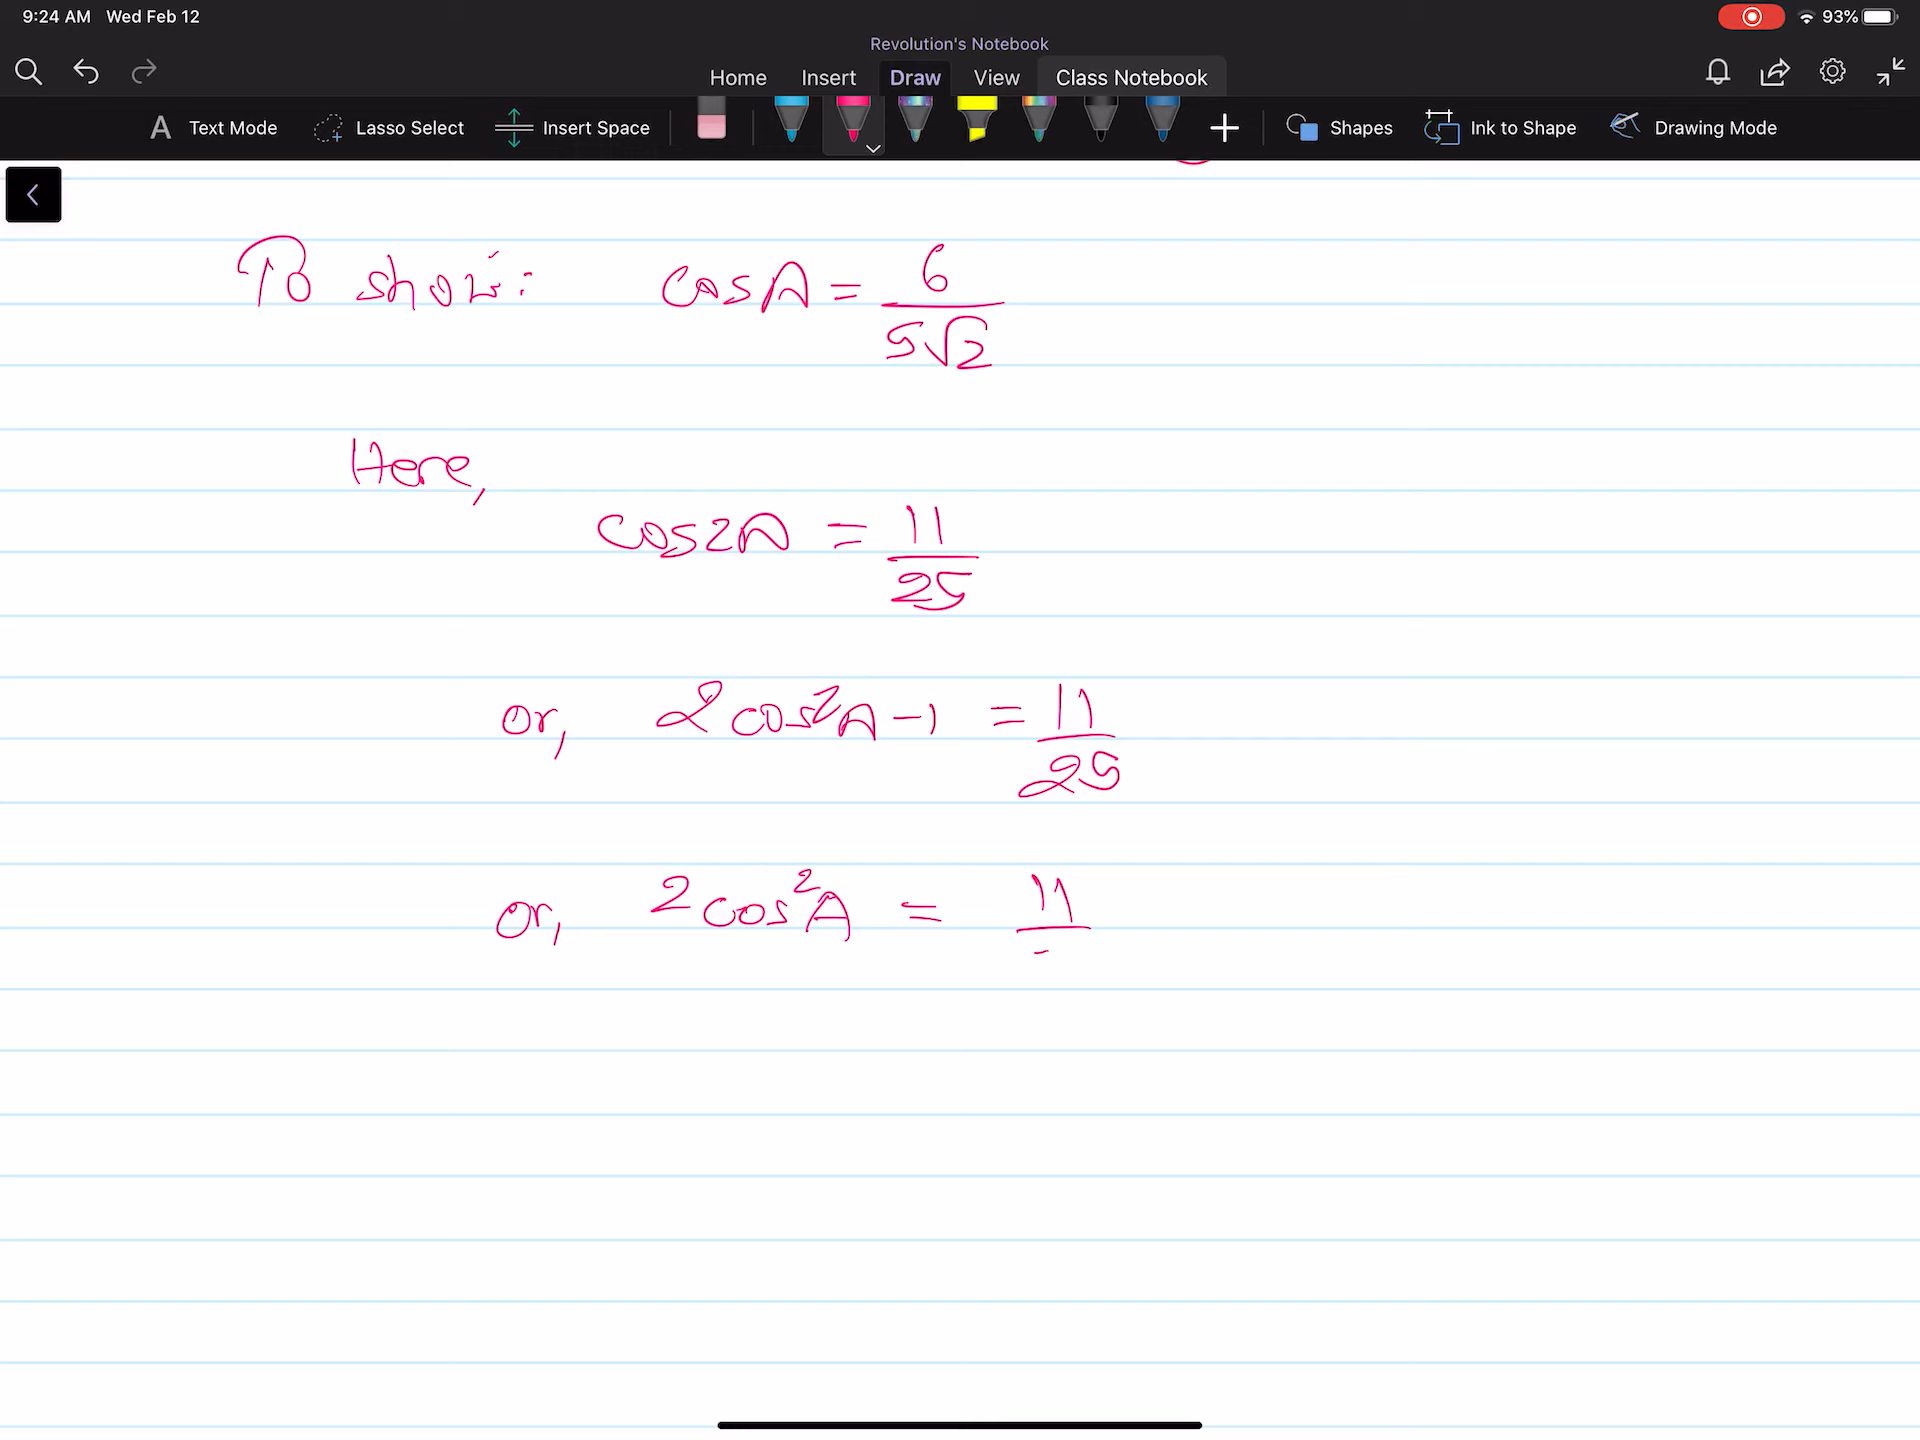 9:24 AM Wed Feb 12
93%
Revolution's Notebook
Home Insert Draw View Class Notebook
A Text Mode Lasso Select Insert Space Shapes Ink to Shape Drawing Mode
To show: cosA = 6/5√2
Here,
cos2A = 11/25
or, 2cos²A - 1 = 11/25
or, 2cos²A = 11